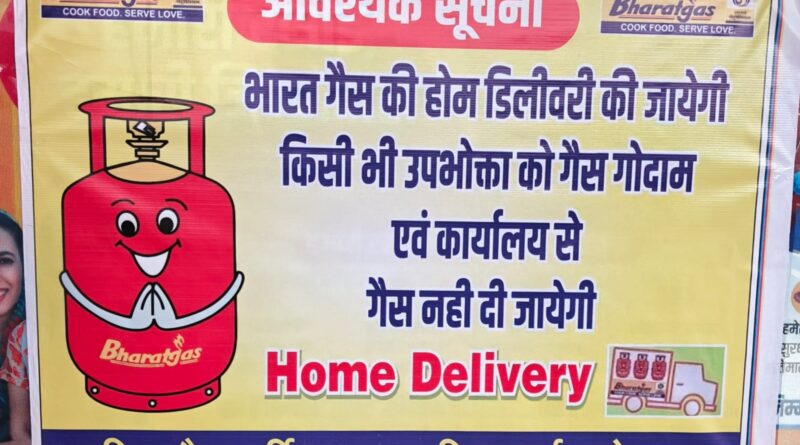 Bharatgas
COOK FOOD. SERVE LOVE.
COOK FOOD. SERVE LOVE.
आवश्यक सूचना
भारत गैस की होम डिलीवरी की जायेगी
किसी भी उपभोक्ता को गैस गोदाम
एवं कार्यालय से
गैस नही दी जायेगी
Bharatgas
Home Delivery